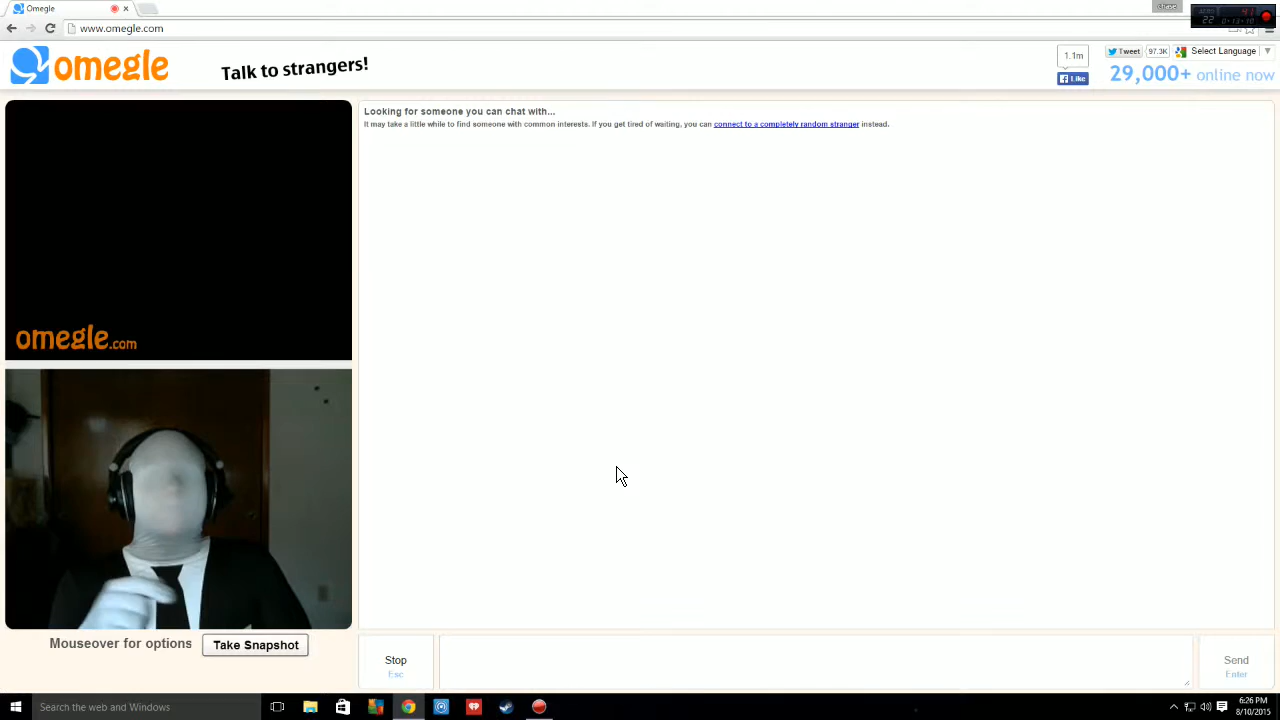 Omegle
www.omegle.com
omegle
Talk to strangers!
1.1m
Like
Tweet
97.3K
Select Language
29,000+ online now
Looking for someone you can chat with...
It may take a little while to find someone with common interests. If you get tired of waiting, you can connect to a completely random stranger instead.
omegle.com
Mouseover for options
Take Snapshot
Stop
Esc
Send
Enter
Search the web and Windows
6:26 PM
8/10/2015